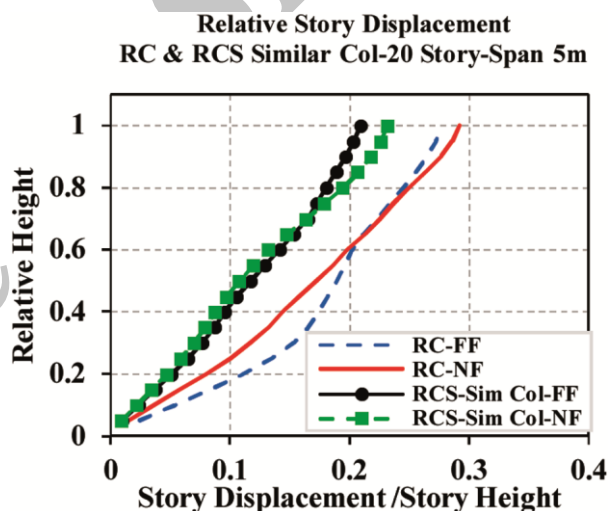 Relative Story Displacement
RC & RCS Similar Col-20 Story-Span 5m
Relative Height
1
0.8
0.6
0.4
0.2
0
RC-FF
RC-NF
RCS-Sim Col-FF
RCS-Sim Col-NF
0 0.1 0.2 0.3 0.4
Story Displacement /Story Height